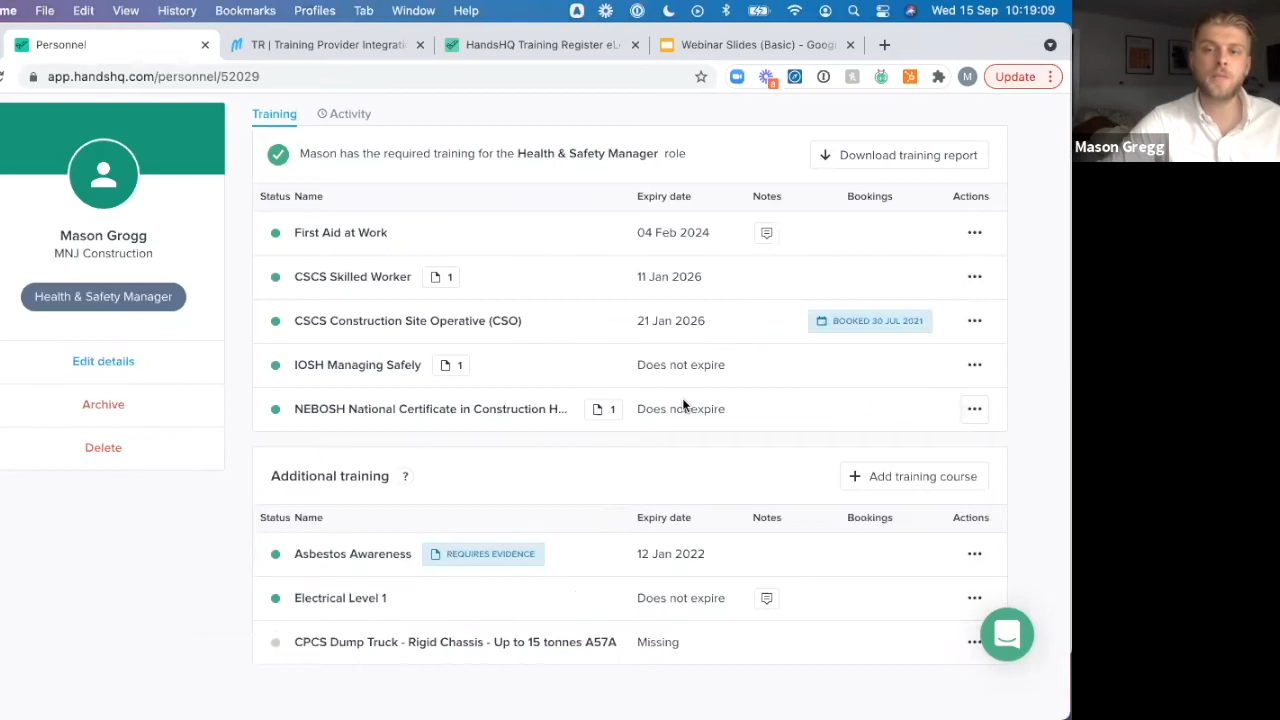 me File Edit View History Bookmarks Profiles Tab Window Help 8 Wed 15 Sep 10:19:09
Personnel TR | Training Provider Integrati HandsHQ Training Register eL Webinar Slides (Basic) - Goog
app.handshq.com/personnel/52029 M Update
Training Activity
Mason has the required training for the Health & Safety Manager role Download training report
Status Name Expiry date Notes Bookings Actions
First Aid at Work 04 Feb 2024
CSCS Skilled Worker 1 11 Jan 2026
CSCS Construction Site Operative (CSO) 21 Jan 2026 BOOKED 30 JUL 2021
IOSH Managing Safely 1 Does not expire
NEBOSH National Certificate in Construction H... 1 Does not expire
Mason Grogg
MNJ Construction
Health & Safety Manager
Edit details
Archive
Delete
Additional training ? + Add training course
Status Name Expiry date Notes Bookings Actions
Asbestos Awareness REQUIRES EVIDENCE 12 Jan 2022
Electrical Level 1 Does not expire
CPCS Dump Truck - Rigid Chassis - Up to 15 tonnes A57A Missing
Mason Gregg